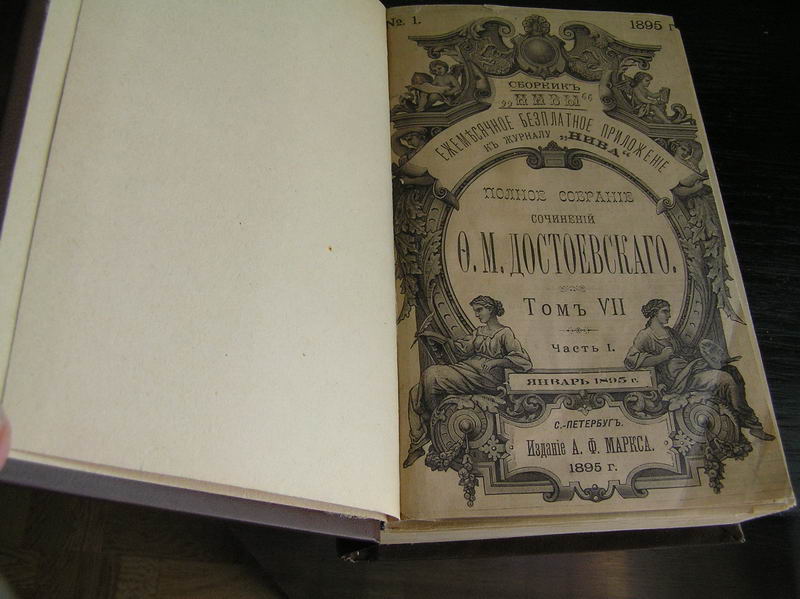 №. 1. 1895 г.
СБОРНИКЪ
„НИВЫ“
ЕЖЕМѢСЯЧНОЕ БЕЗПЛАТНОЕ ПРИЛОЖЕНІЕ
КЪ ЖУРНАЛУ „НИВА“
ПОЛНОЕ СОБРАНІЕ
СОЧИНЕНІЙ
Ѳ. М. ДОСТОЕВСКАГО.
Томъ VII
Часть I.
ЯНВАРЬ 1895 г.
С.-ПЕТЕРБУГЪ.
Изданіе А. Ф. МАРКСА.
1895 г.